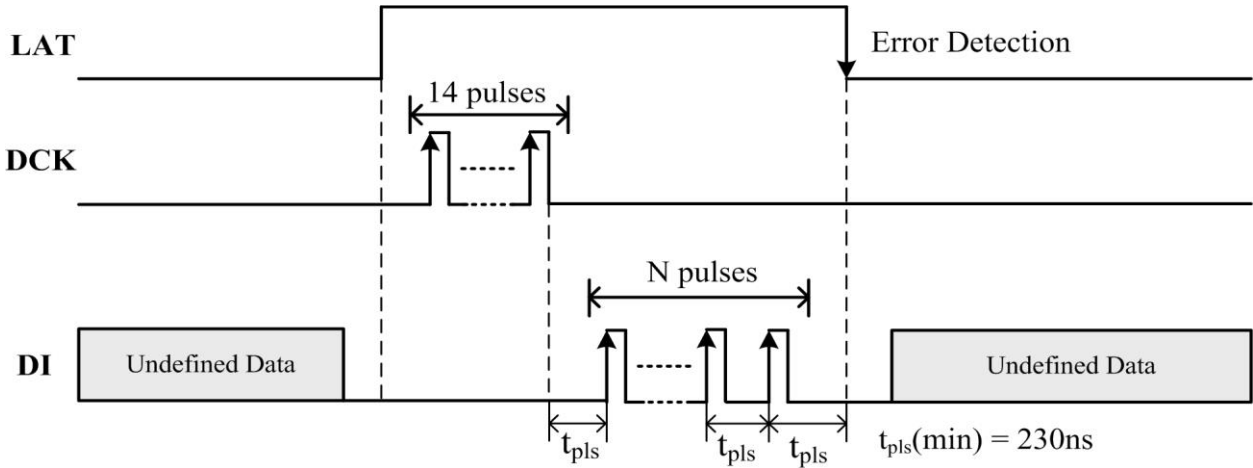 LAT
Error Detection
14 pulses
DCK
N pulses
DI
Undefined Data
Undefined Data
tpls
tpls
tpls
tpls(min) = 230ns